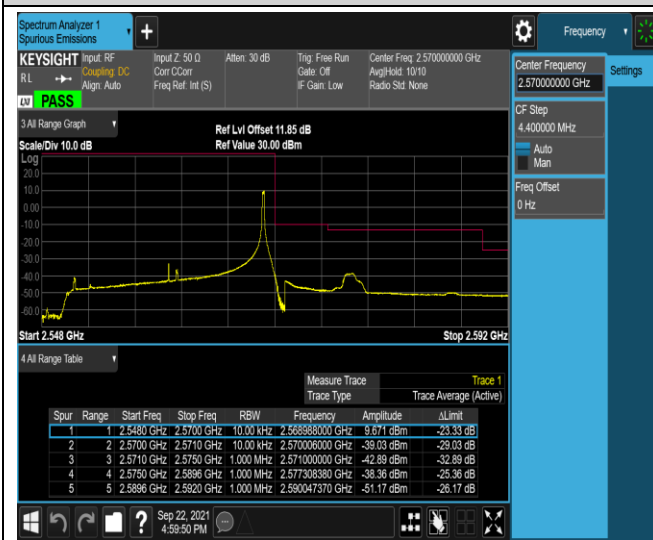 Spectrum Analyzer 1
Spurious Emissions
+
Frequency
KEYSIGHT
Input: RF
Coupling: DC
Align: Auto
Input Z: 50 Ω
Corr CCorr
Freq Ref: Int (S)
Atten: 30 dB
Trig: Free Run
Gate: Off
IF Gain: Low
Center Freq: 2.570000000 GHz
Avg|Hold: 10/10
Radio Std: None
RL
LXI PASS
Center Frequency
2.570000000 GHz
Settings
CF Step
4.400000 MHz
Auto
Man
Freq Offset
0 Hz
3 All Range Graph
Ref Lvl Offset 11.85 dB
Scale/Div 10.0 dB
Ref Value 30.00 dBm
Log
20.0
10.0
0.00
-10.0
-20.0
-30.0
-40.0
-50.0
-60.0
Start 2.548 GHz
Stop 2.592 GHz
4 All Range Table
Measure Trace Trace 1
Trace Type Trace Average (Active)
Spur Range Start Freq Stop Freq RBW Frequency Amplitude ΔLimit
1 1 2.5480 GHz 2.5700 GHz 10.00 kHz 2.568988000 GHz 9.671 dBm -23.33 dB
2 2 2.5700 GHz 2.5710 GHz 10.00 kHz 2.570006000 GHz -39.03 dBm -29.03 dB
3 3 2.5710 GHz 2.5750 GHz 1.000 MHz 2.571000000 GHz -42.89 dBm -32.89 dB
4 4 2.5750 GHz 2.5896 GHz 1.000 MHz 2.577308380 GHz -38.36 dBm -25.36 dB
5 5 2.5896 GHz 2.5920 GHz 1.000 MHz 2.590047370 GHz -51.17 dBm -26.17 dB
?
Sep 22, 2021
4:59:50 PM